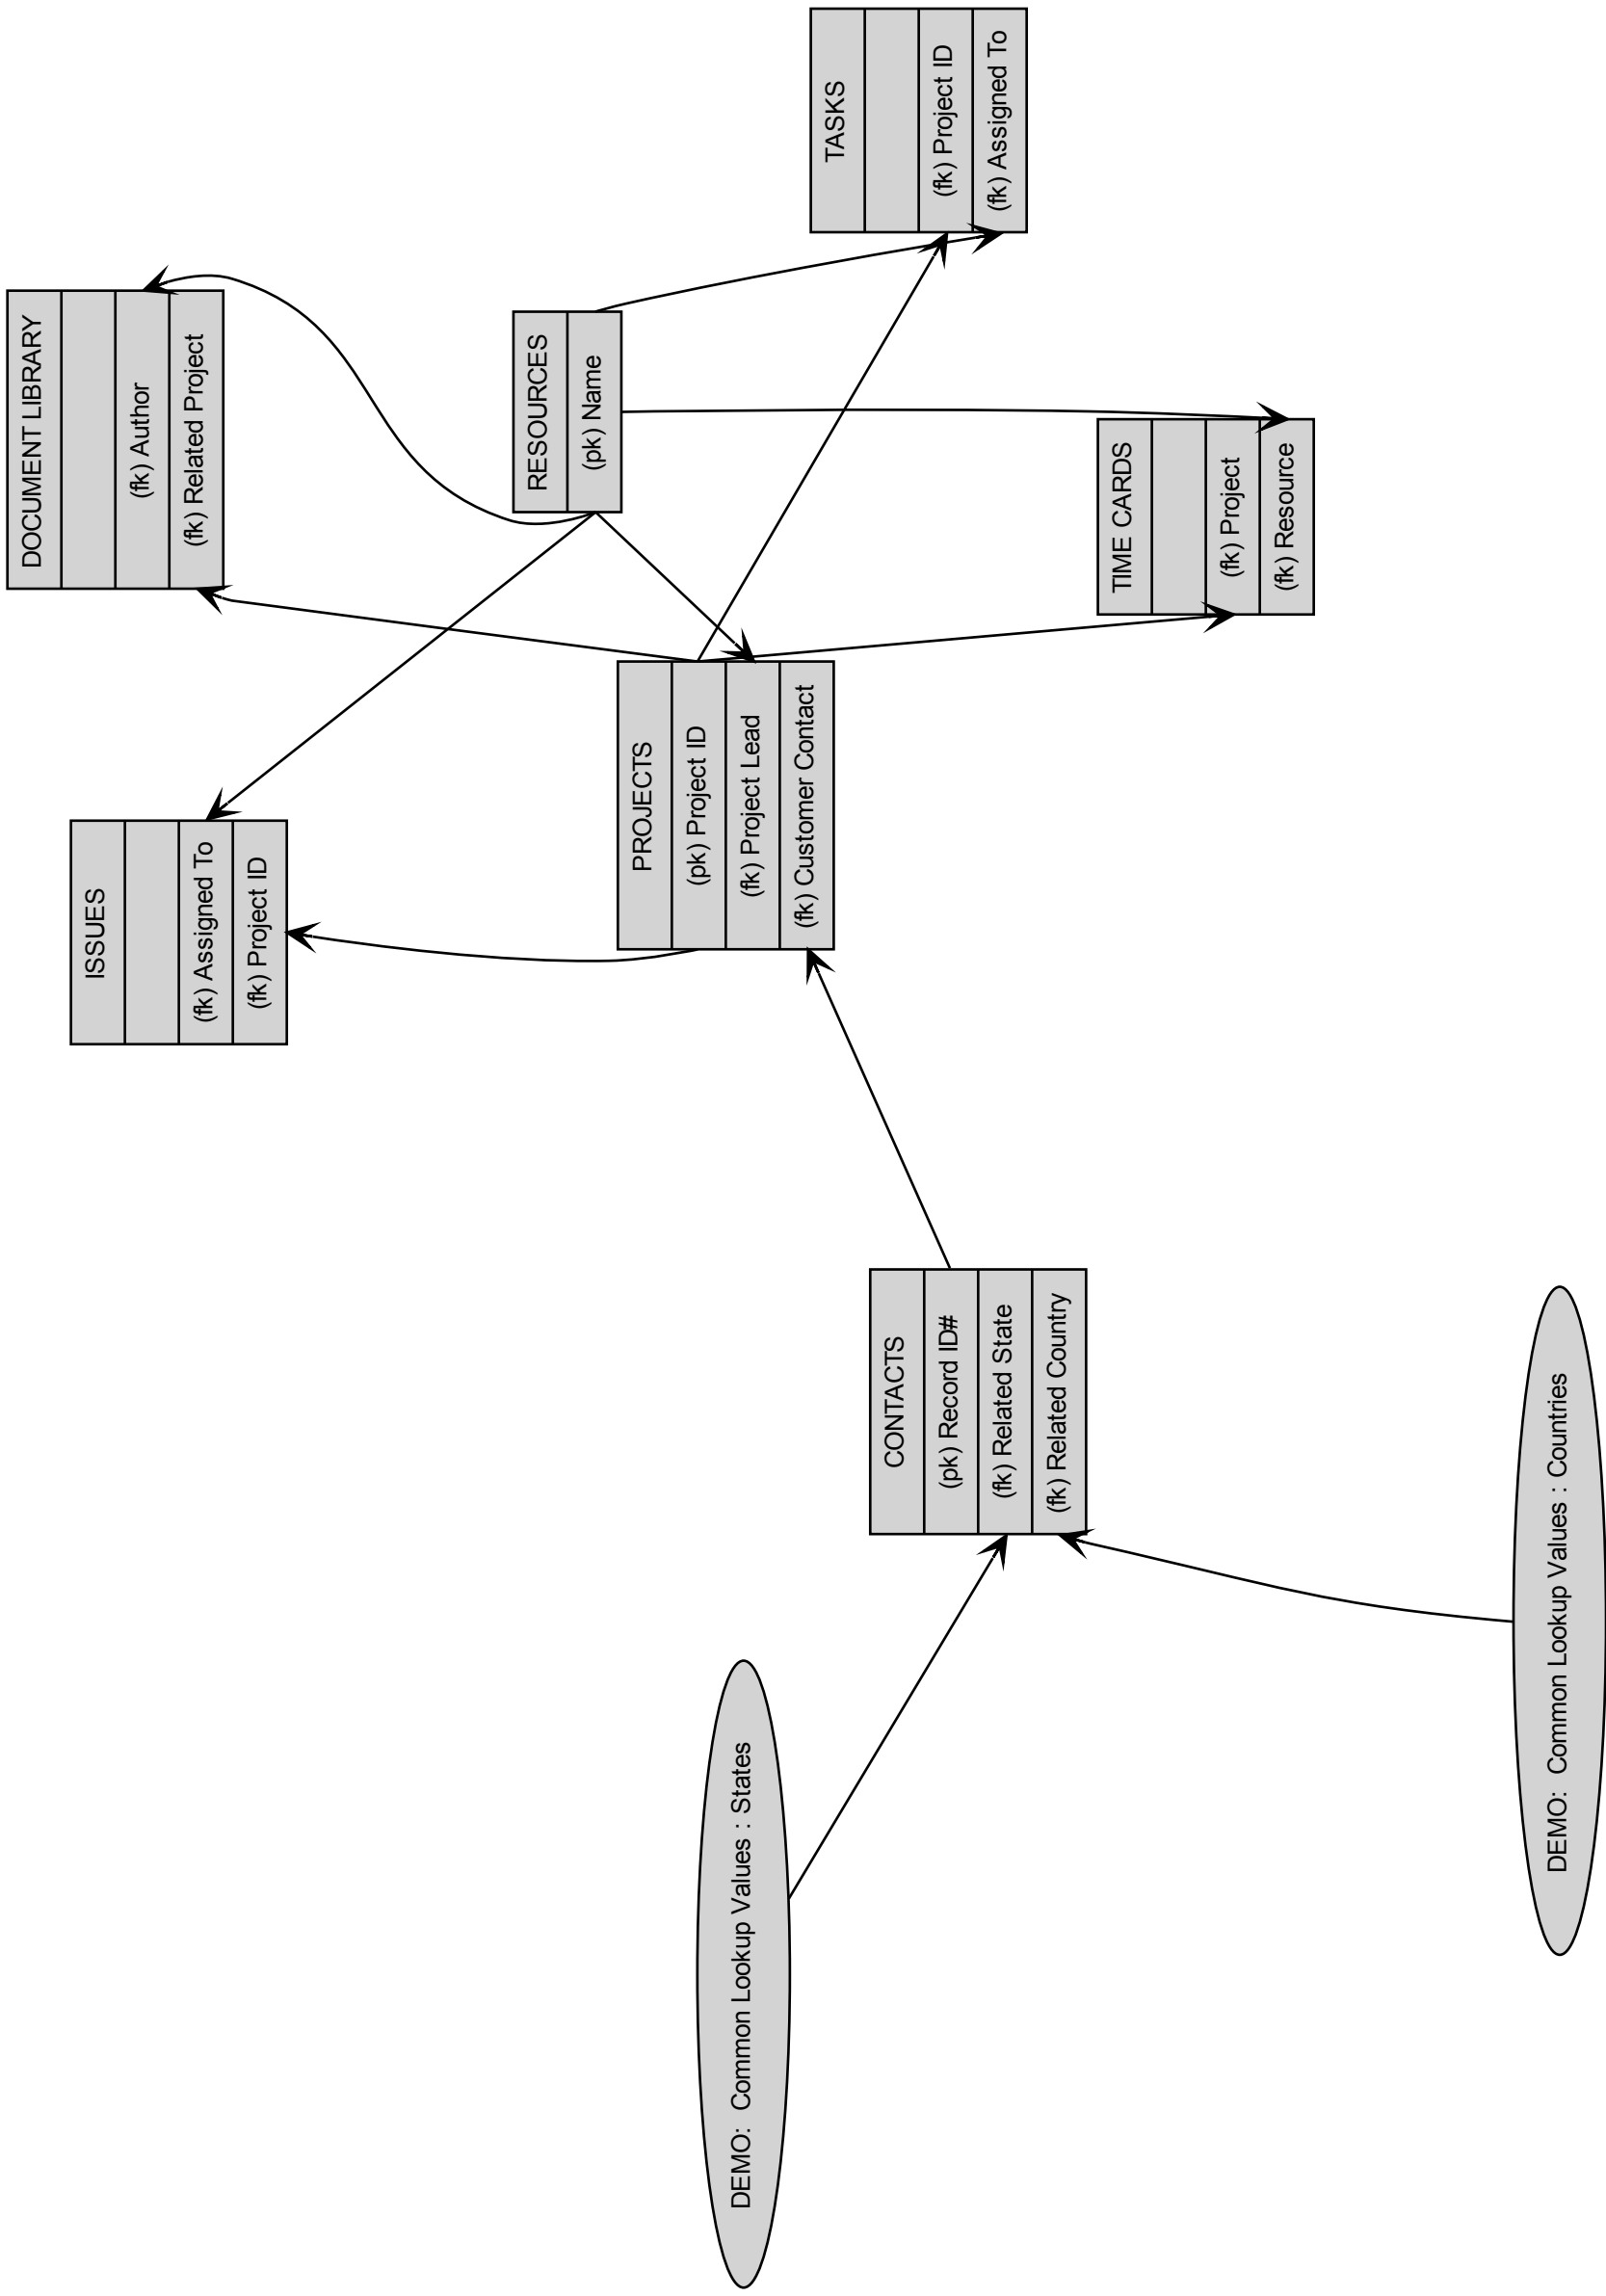 DOCUMENT LIBRARY
(fk) Author
(fk) Related Project
ISSUES
(fk) Assigned To
(fk) Project ID
RESOURCES
(pk) Name
PROJECTS
(pk) Project ID
(fk) Project Lead
(fk) Customer Contact
TASKS
(fk) Project ID
(fk) Assigned To
TIME CARDS
(fk) Project
(fk) Resource
CONTACTS
(pk) Record ID#
(fk) Related State
(fk) Related Country
DEMO:  Common Lookup Values : States
DEMO:  Common Lookup Values : Countries